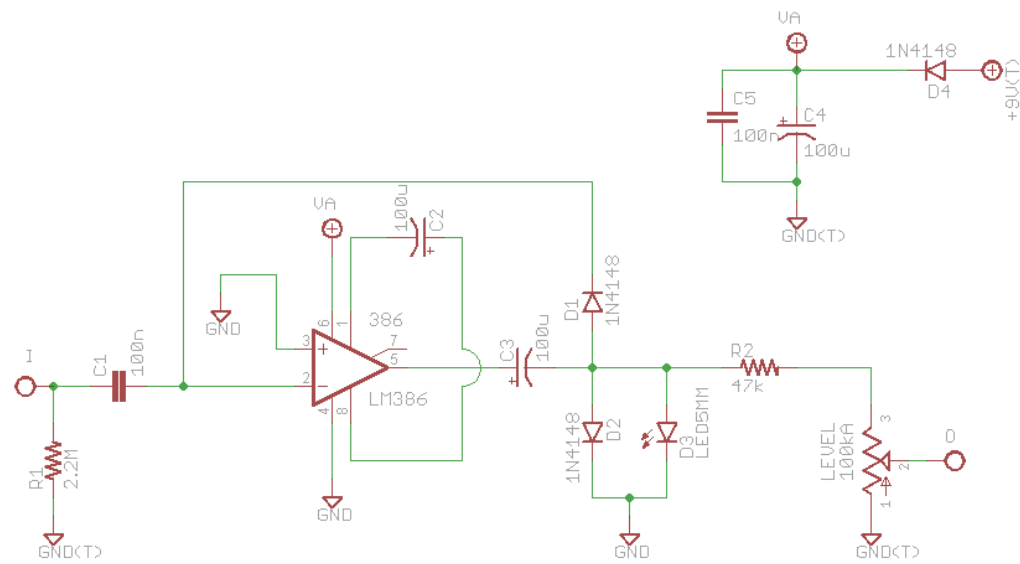 VA
1N4148
D4
+9V(T)
C5
100n
C4
100u
GND(T)
VA
100u
C2
+
GND
6
1
386
7
3
+
5
2
-
4
8
LM386
GND
I
C1
100n
R1
2.2M
GND(T)
C3
100u
+
D1
1N4148
1N4148
D2
D3
LED5MM
GND
R2
47k
LEVEL
100kA
3
2
1
O
GND(T)
+